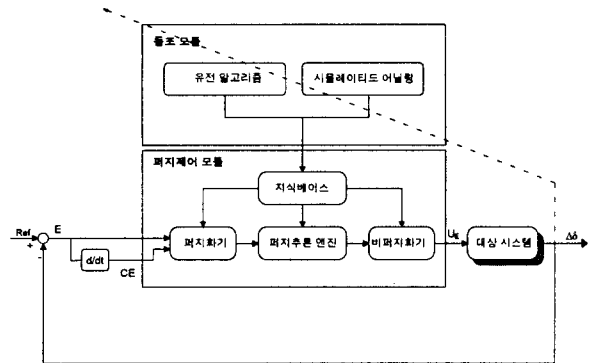 동조 모듈
유전 알고리즘
시뮬레이티드 어닐링
퍼지제어 모듈
지식베이스
Ref
+
-
E
d/dt
CE
퍼지화기
퍼지추론 엔진
비퍼지화기
U_E
대상 시스템
Δδ